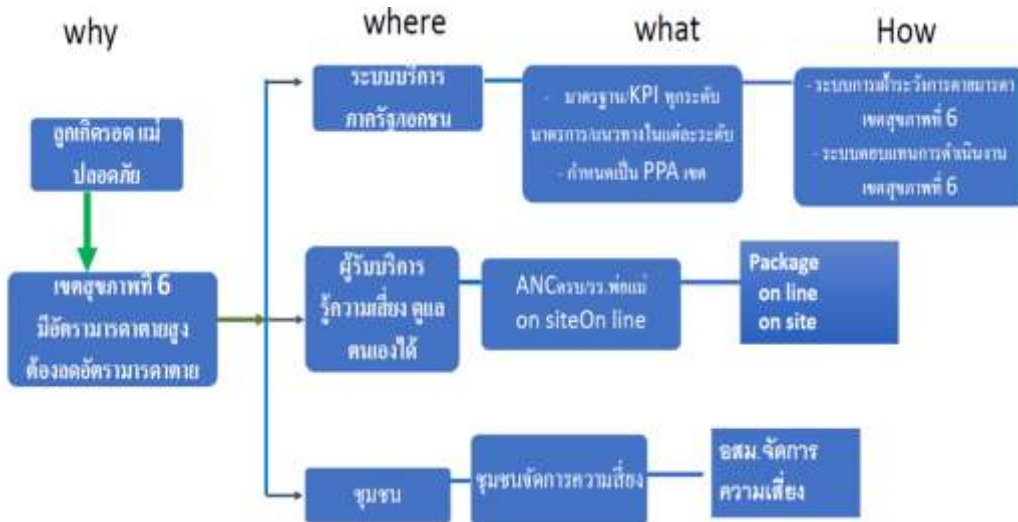 why
where
what
How
ลูกเกิดรอด แม่
ปลอดภัย
เขตสุขภาพที่ 6
มีอัตรามารดาตายสูง
ต้องลดอัตรามารดาตาย
ระบบบริการ
ภาครัฐ/เอกชน
- มาตรฐาน/KPI ทุกระดับ
มาตรการ/แนวทางในแต่ละระดับ
- กำหนดเป็น PPA เขต
- ระบบการเฝ้าระวังการตายมารดา
เขตสุขภาพที่ 6
- ระบบตอบแทนการดำเนินงาน
เขตสุขภาพที่ 6
ผู้รับบริการ
รู้ความเสี่ยง ดูแล
ตนเองได้
ANCครบ/รร.พ่อแม่
on siteOn line
Package
on line
on site
ชุมชน
ชุมชนจัดการความเสี่ยง
อสม.จัดการ
ความเสี่ยง